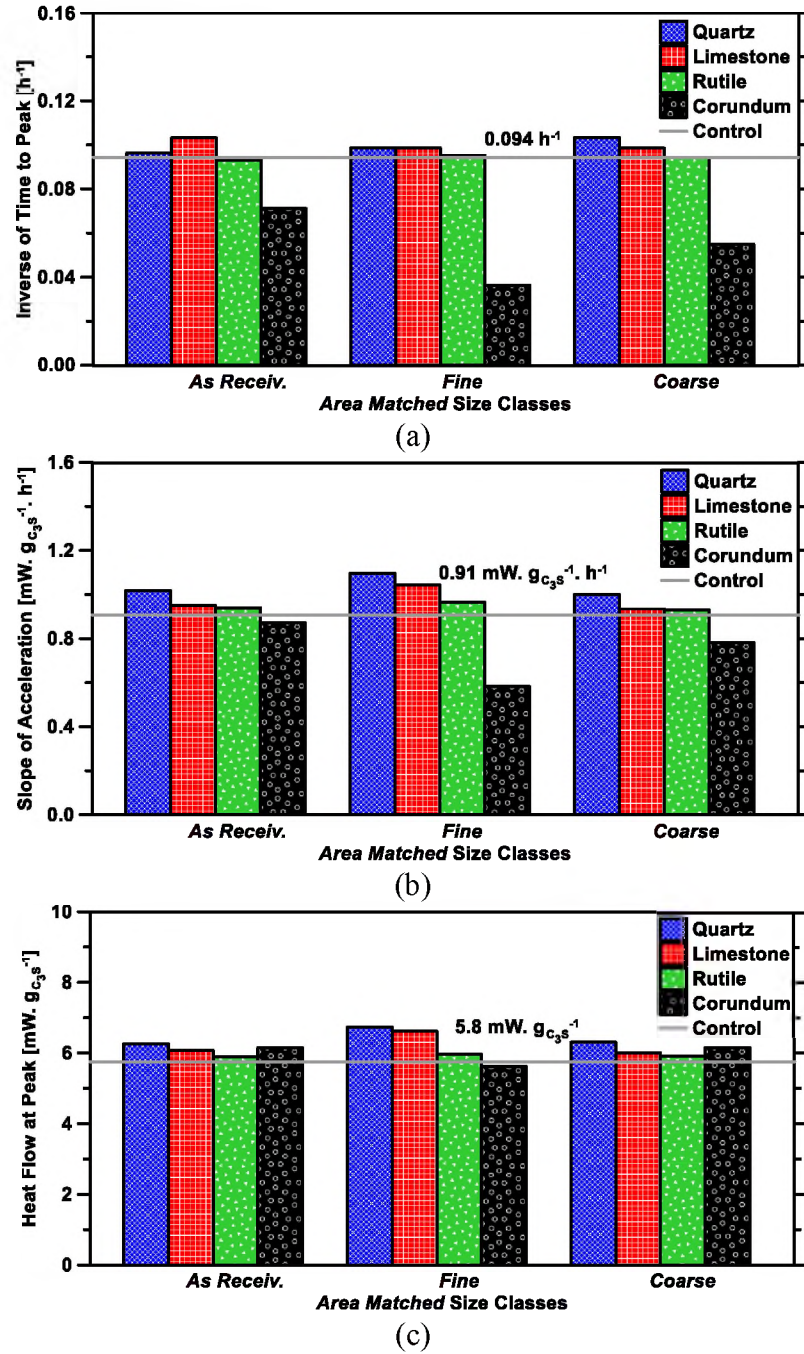 Inverse of Time to Peak [h⁻¹]
0.16
0.12
0.08
0.04
0.00
Quartz
Limestone
Rutile
Corundum
Control
0.094 h⁻¹
As Receiv.
Fine
Coarse
Area Matched Size Classes
(a)
Slope of Acceleration [mW. g_C₃S⁻¹. h⁻¹]
1.6
1.2
0.8
0.4
0.0
Quartz
Limestone
Rutile
Corundum
Control
0.91 mW. g_C₃S⁻¹. h⁻¹
As Receiv.
Fine
Coarse
Area Matched Size Classes
(b)
Heat Flow at Peak [mW. g_C₃S⁻¹]
10
8
6
4
2
0
Quartz
Limestone
Rutile
Corundum
Control
5.8 mW. g_C₃S⁻¹
As Receiv.
Fine
Coarse
Area Matched Size Classes
(c)